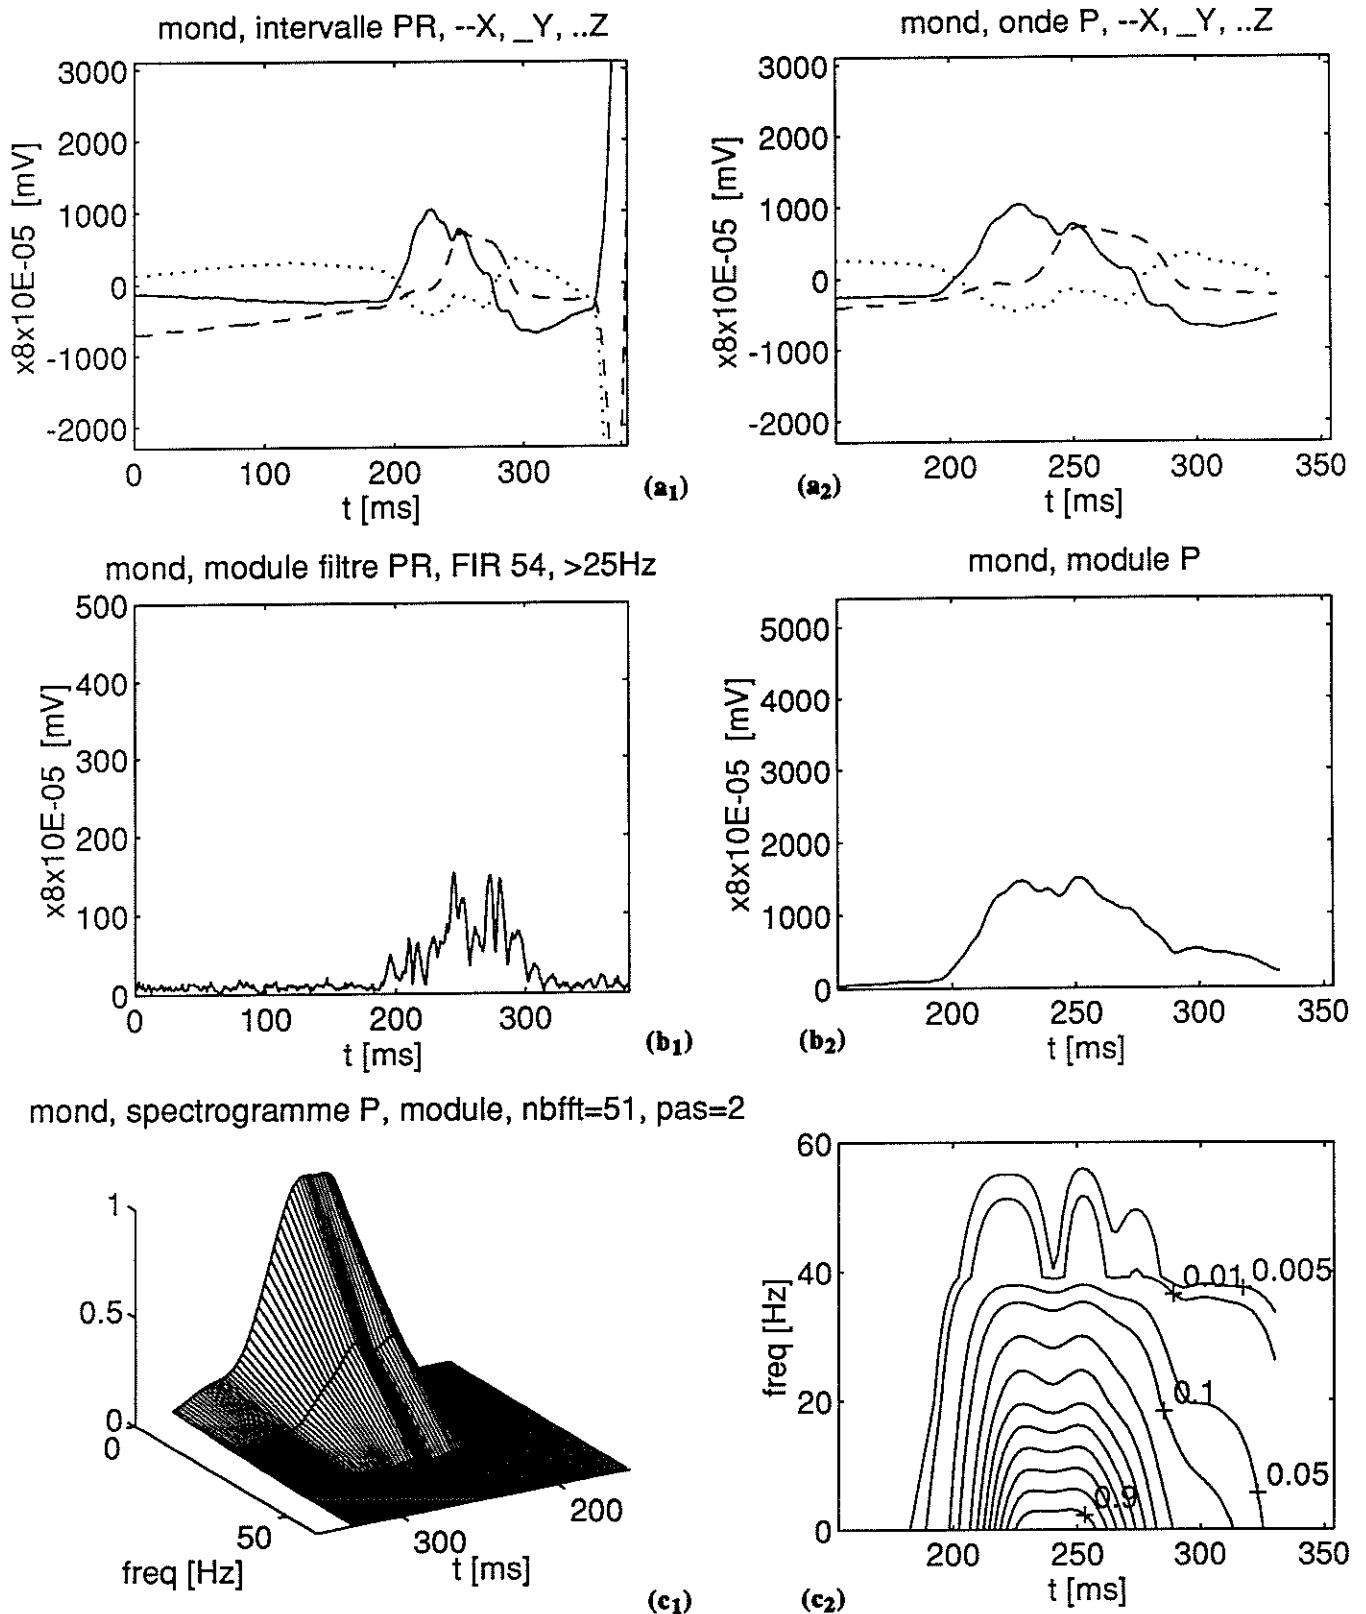 mond, intervalle PR, --X, _Y, ..Z
3000
2000
1000
0
-1000
-2000
x8x10E-05 [mV]
0
100
200
300
t [ms]
(a1)
mond, onde P, --X, _Y, ..Z
3000
2000
1000
0
-1000
-2000
x8x10E-05 [mV]
200
250
300
350
t [ms]
(a2)
mond, module filtre PR, FIR 54, >25Hz
500
400
300
200
100
0
x8x10E-05 [mV]
0
100
200
300
t [ms]
(b1)
mond, module P
5000
4000
3000
2000
1000
0
x8x10E-05 [mV]
200
250
300
350
t [ms]
(b2)
mond, spectrogramme P, module, nbfft=51, pas=2
1
0.5
0
0
50
freq [Hz]
300
200
t [ms]
(c1)
60
40
20
0
freq [Hz]
0.01
0.005
0.1
0.05
0.9
200
250
300
350
t [ms]
(c2)